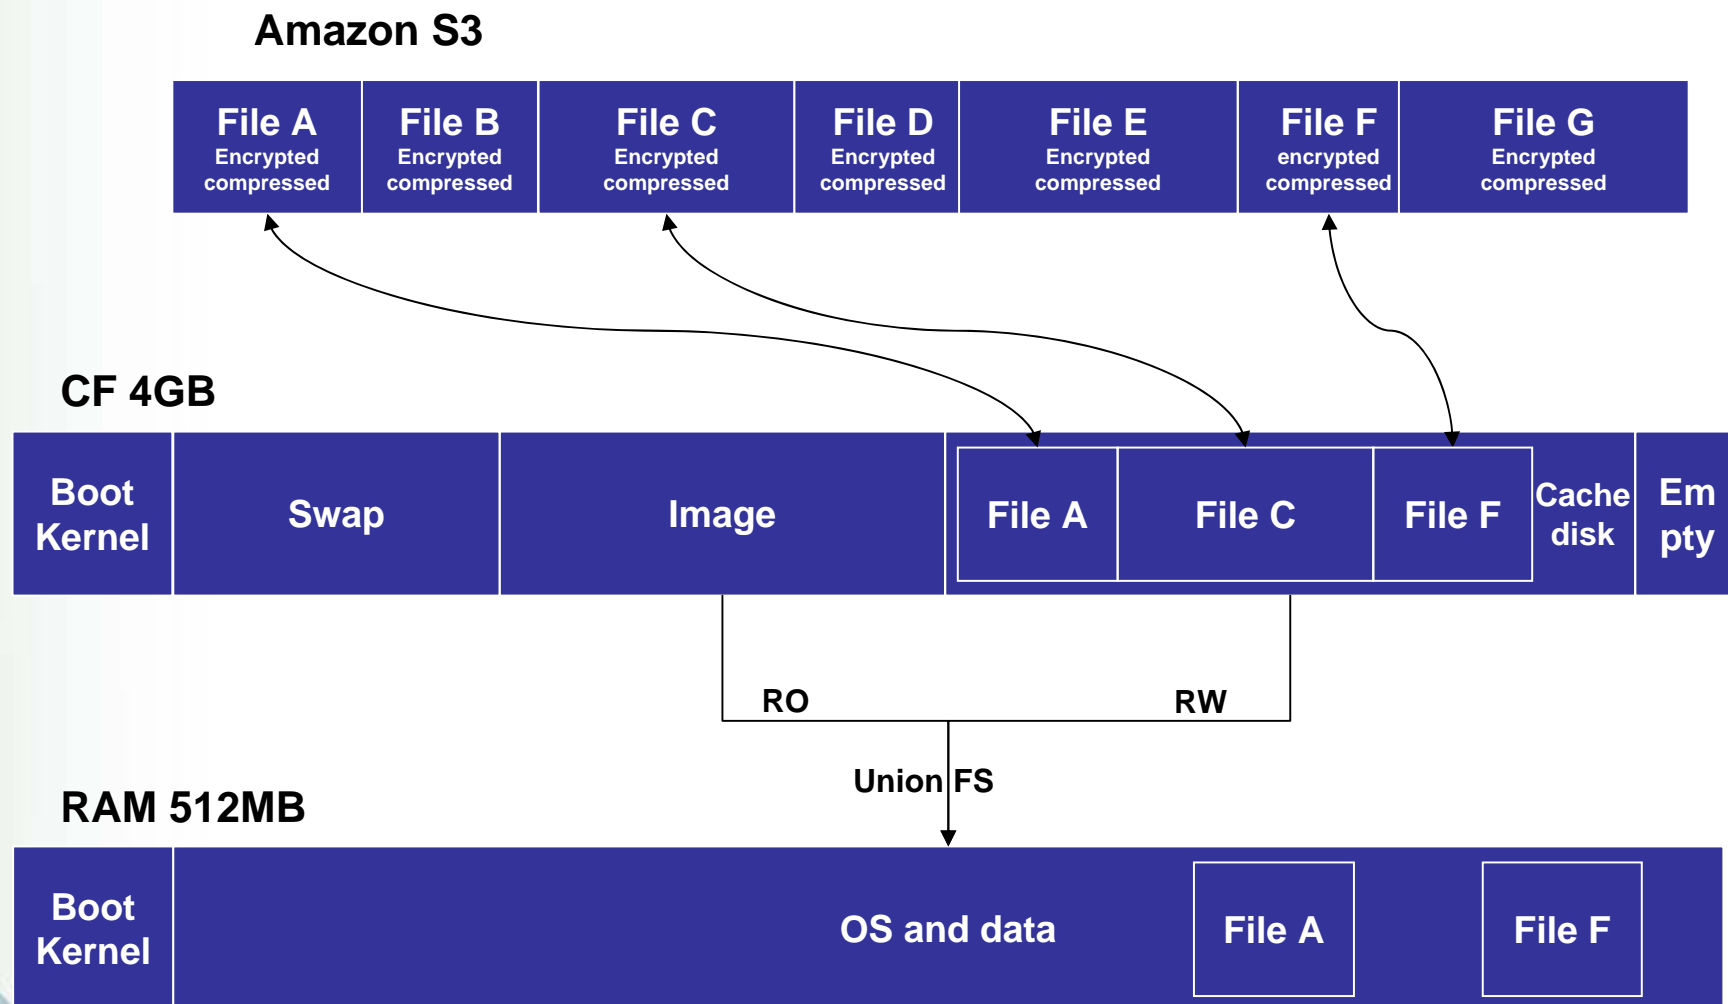 Amazon S3
File A
Encrypted
compressed
File B
Encrypted
compressed
File C
Encrypted
compressed
File D
Encrypted
compressed
File E
Encrypted
compressed
File F
encrypted
compressed
File G
Encrypted
compressed
CF 4GB
Boot
Kernel
Swap
Image
File A
File C
File F
Cache
disk
Em
pty
RO
RW
Union FS
RAM 512MB
Boot
Kernel
OS and data
File A
File F